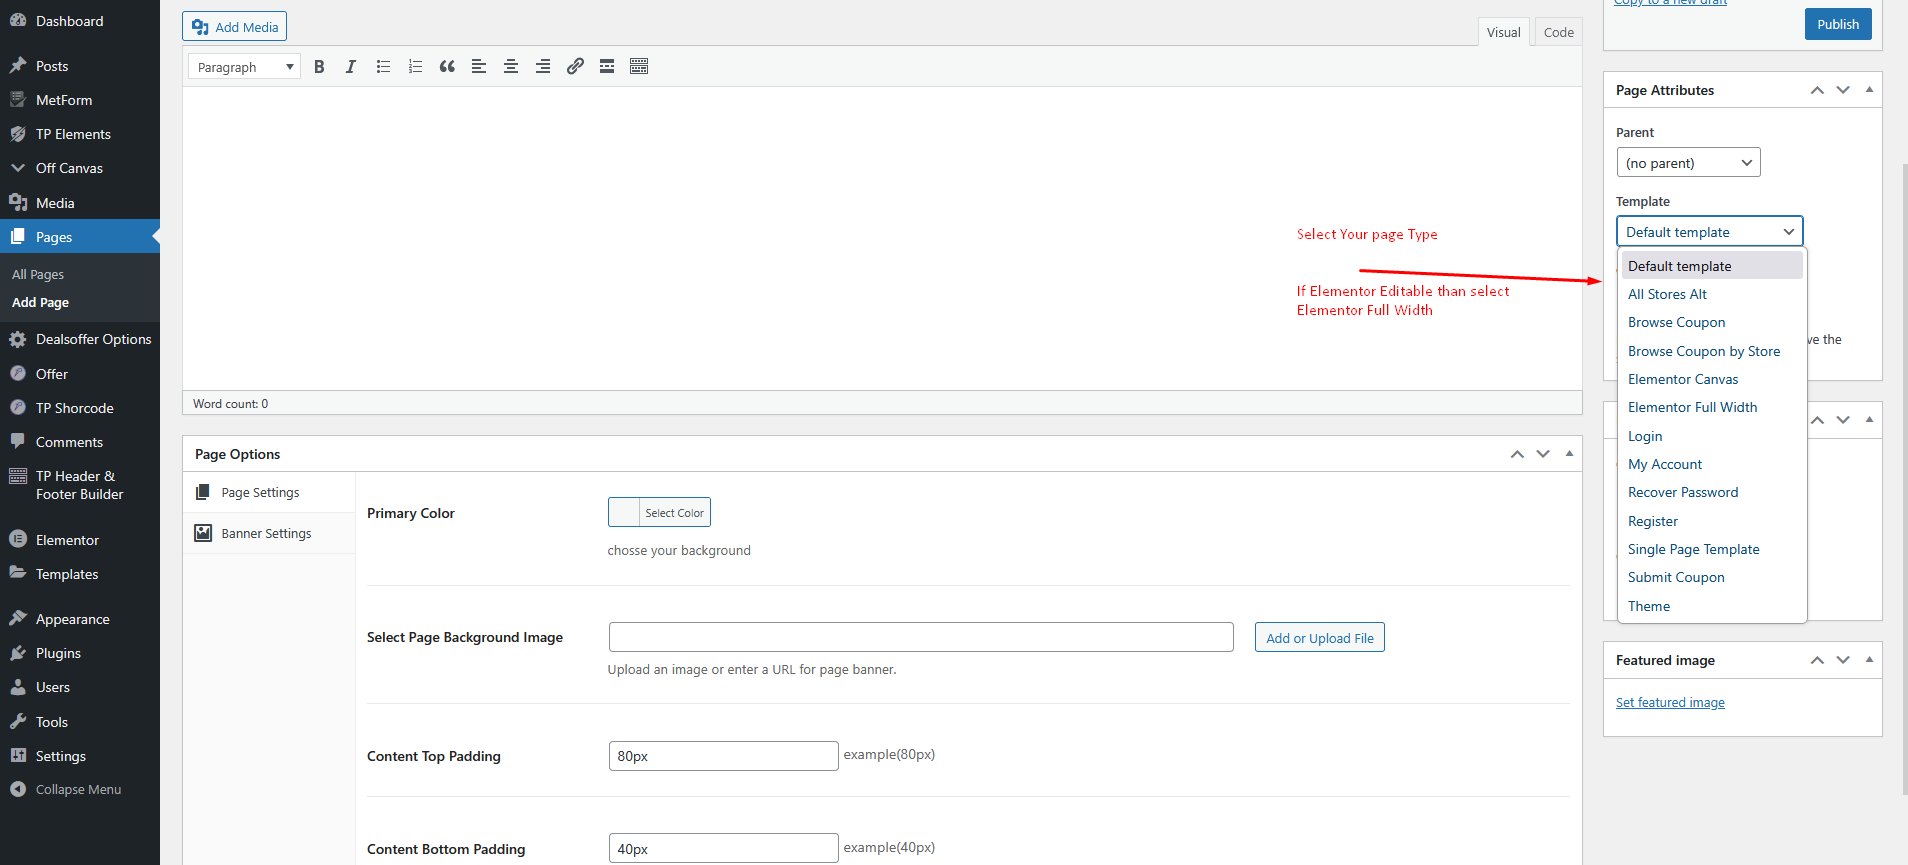 Dashboard
Posts
MetForm
TP Elements
Off Canvas
Media
Pages
All Pages
Add Page
Dealsoffer Options
Offer
TP Shorcode
Comments
TP Header &
Footer Builder
Elementor
Templates
Appearance
Plugins
Users
Tools
Settings
Collapse Menu
Add Media
Visual
Code
Paragraph
B I
Select Your page Type
If Elementor Editable than select
Elementor Full Width
Word count: 0
Page Options
Page Settings
Banner Settings
Primary Color
Select Color
chosse your background
Select Page Background Image
Add or Upload File
Upload an image or enter a URL for page banner.
Content Top Padding
80px
example(80px)
Content Bottom Padding
40px
example(40px)
Copy to a new draft
Publish
Page Attributes
Parent
(no parent)
Template
Default template
Default template
All Stores Alt
Browse Coupon
Browse Coupon by Store
Elementor Canvas
Elementor Full Width
Login
My Account
Recover Password
Register
Single Page Template
Submit Coupon
Theme
the
Featured image
Set featured image